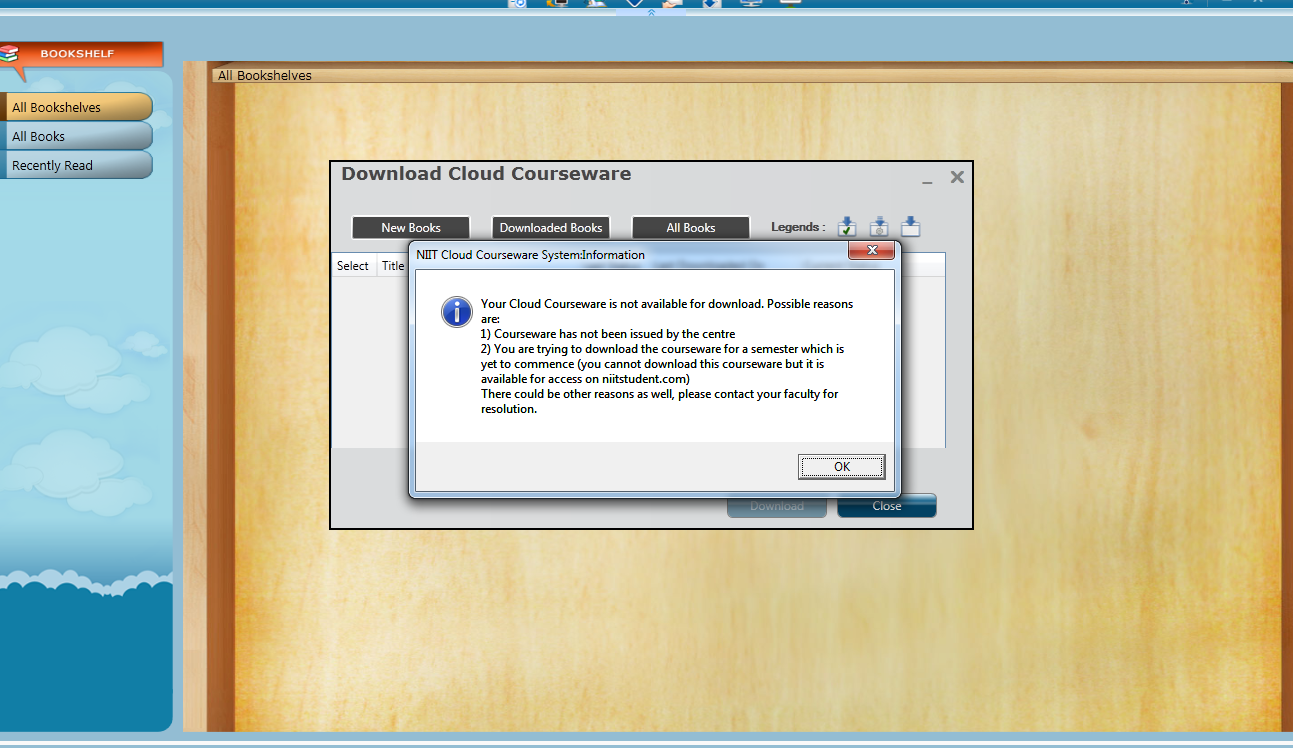 BOOKSHELF
All Bookshelves
All Bookshelves
All Books
Recently Read
Download Cloud Courseware
New Books
Downloaded Books
All Books
Legends :
Select
Title
NIIT Cloud Courseware System:Information
Your Cloud Courseware is not available for download. Possible reasons
are:
1) Courseware has not been issued by the centre
2) You are trying to download the courseware for a semester which is
yet to commence (you cannot download this courseware but it is
available for access on niitstudent.com)
There could be other reasons as well, please contact your faculty for
resolution.
OK
Download
Close